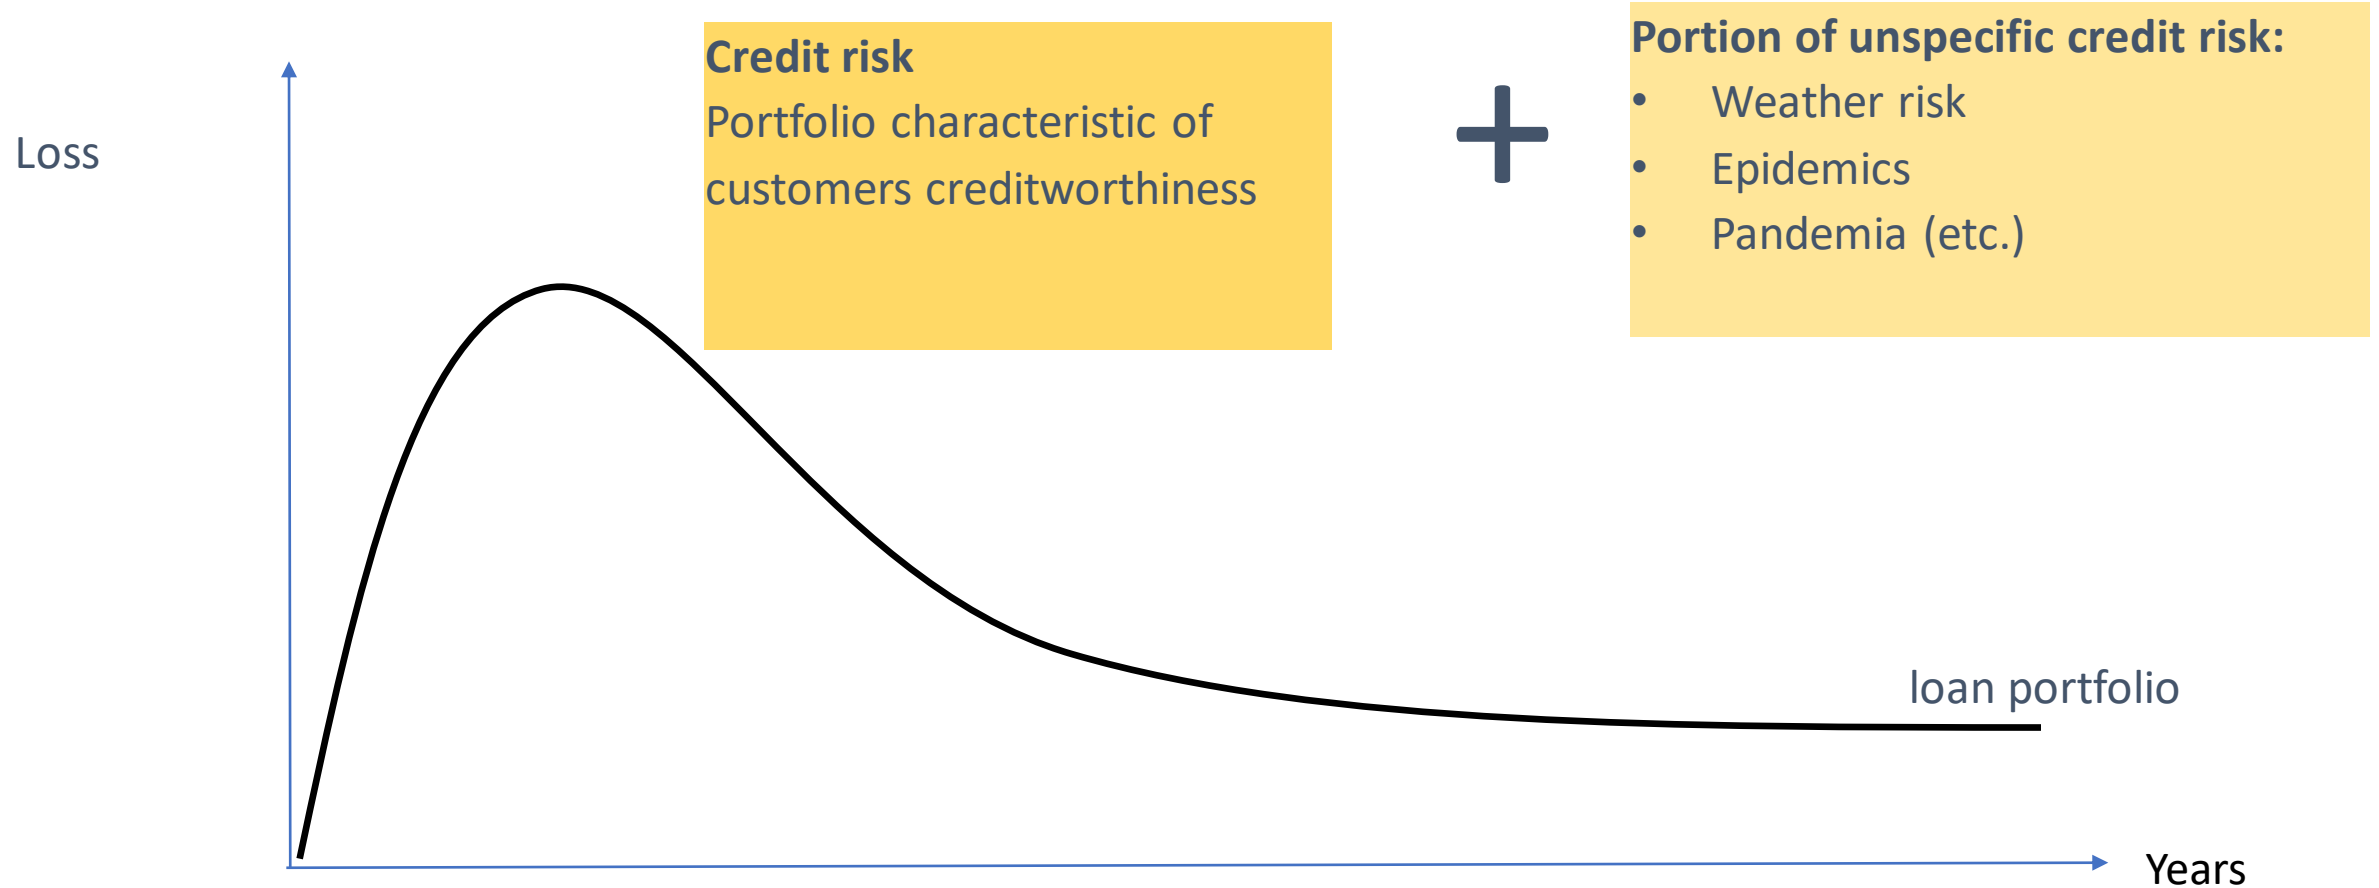 Loss
Credit risk
Portfolio characteristic of
customers creditworthiness
+
Portion of unspecific credit risk:
• Weather risk
• Epidemics
• Pandemia (etc.)
loan portfolio
Years